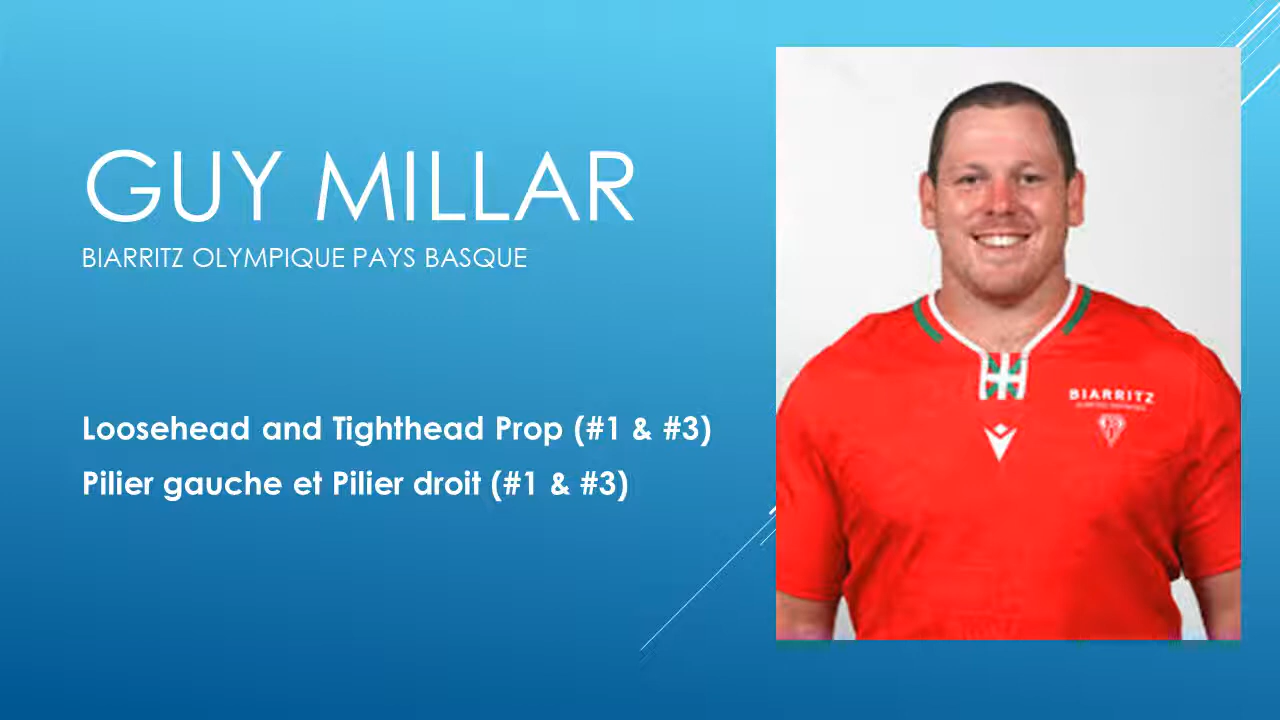 GUY MILLAR
BIARRITZ OLYMPIQUE PAYS BASQUE
Loosehead and Tighthead Prop (#1 & #3)
Pilier gauche et Pilier droit (#1 & #3)
BIARRITZ